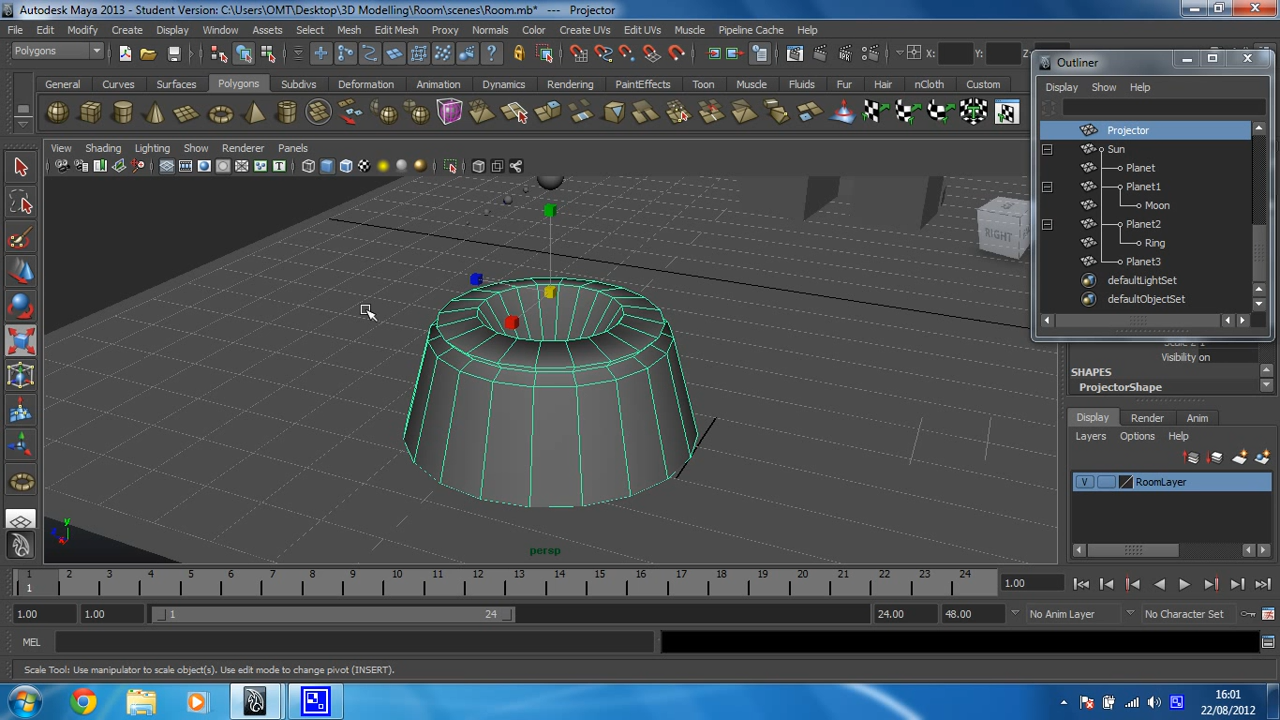 Autodesk Maya 2013 - Student Version: C:\Users\OMT\Desktop\3D Modelling\Room\scenes\Room.mb* --- Projector
File Edit Modify Create Display Window Assets Select Mesh Edit Mesh Proxy Normals Color Create UVs Edit UVs Muscle Pipeline Cache Help
Polygons
X: Y: Z
General Curves Surfaces Polygons Subdivs Deformation Animation Dynamics Rendering PaintEffects Toon Muscle Fluids Fur Hair nCloth Custom
View Shading Lighting Show Renderer Panels
RIGHT
persp
y
x
Outliner
Display Show Help
Projector
Sun
Planet
Planet1
Moon
Planet2
Ring
Planet3
defaultLightSet
defaultObjectSet
Visibility on
SHAPES
ProjectorShape
Display Render Anim
Layers Options Help
V RoomLayer
1 2 3 4 5 6 7 8 9 10 11 12 13 14 15 16 17 18 19 20 21 22 23 24
1
1.00
1.00 1.00 1 24 24.00 48.00 No Anim Layer No Character Set
MEL
Scale Tool: Use manipulator to scale object(s). Use edit mode to change pivot (INSERT).
16:01
22/08/2012